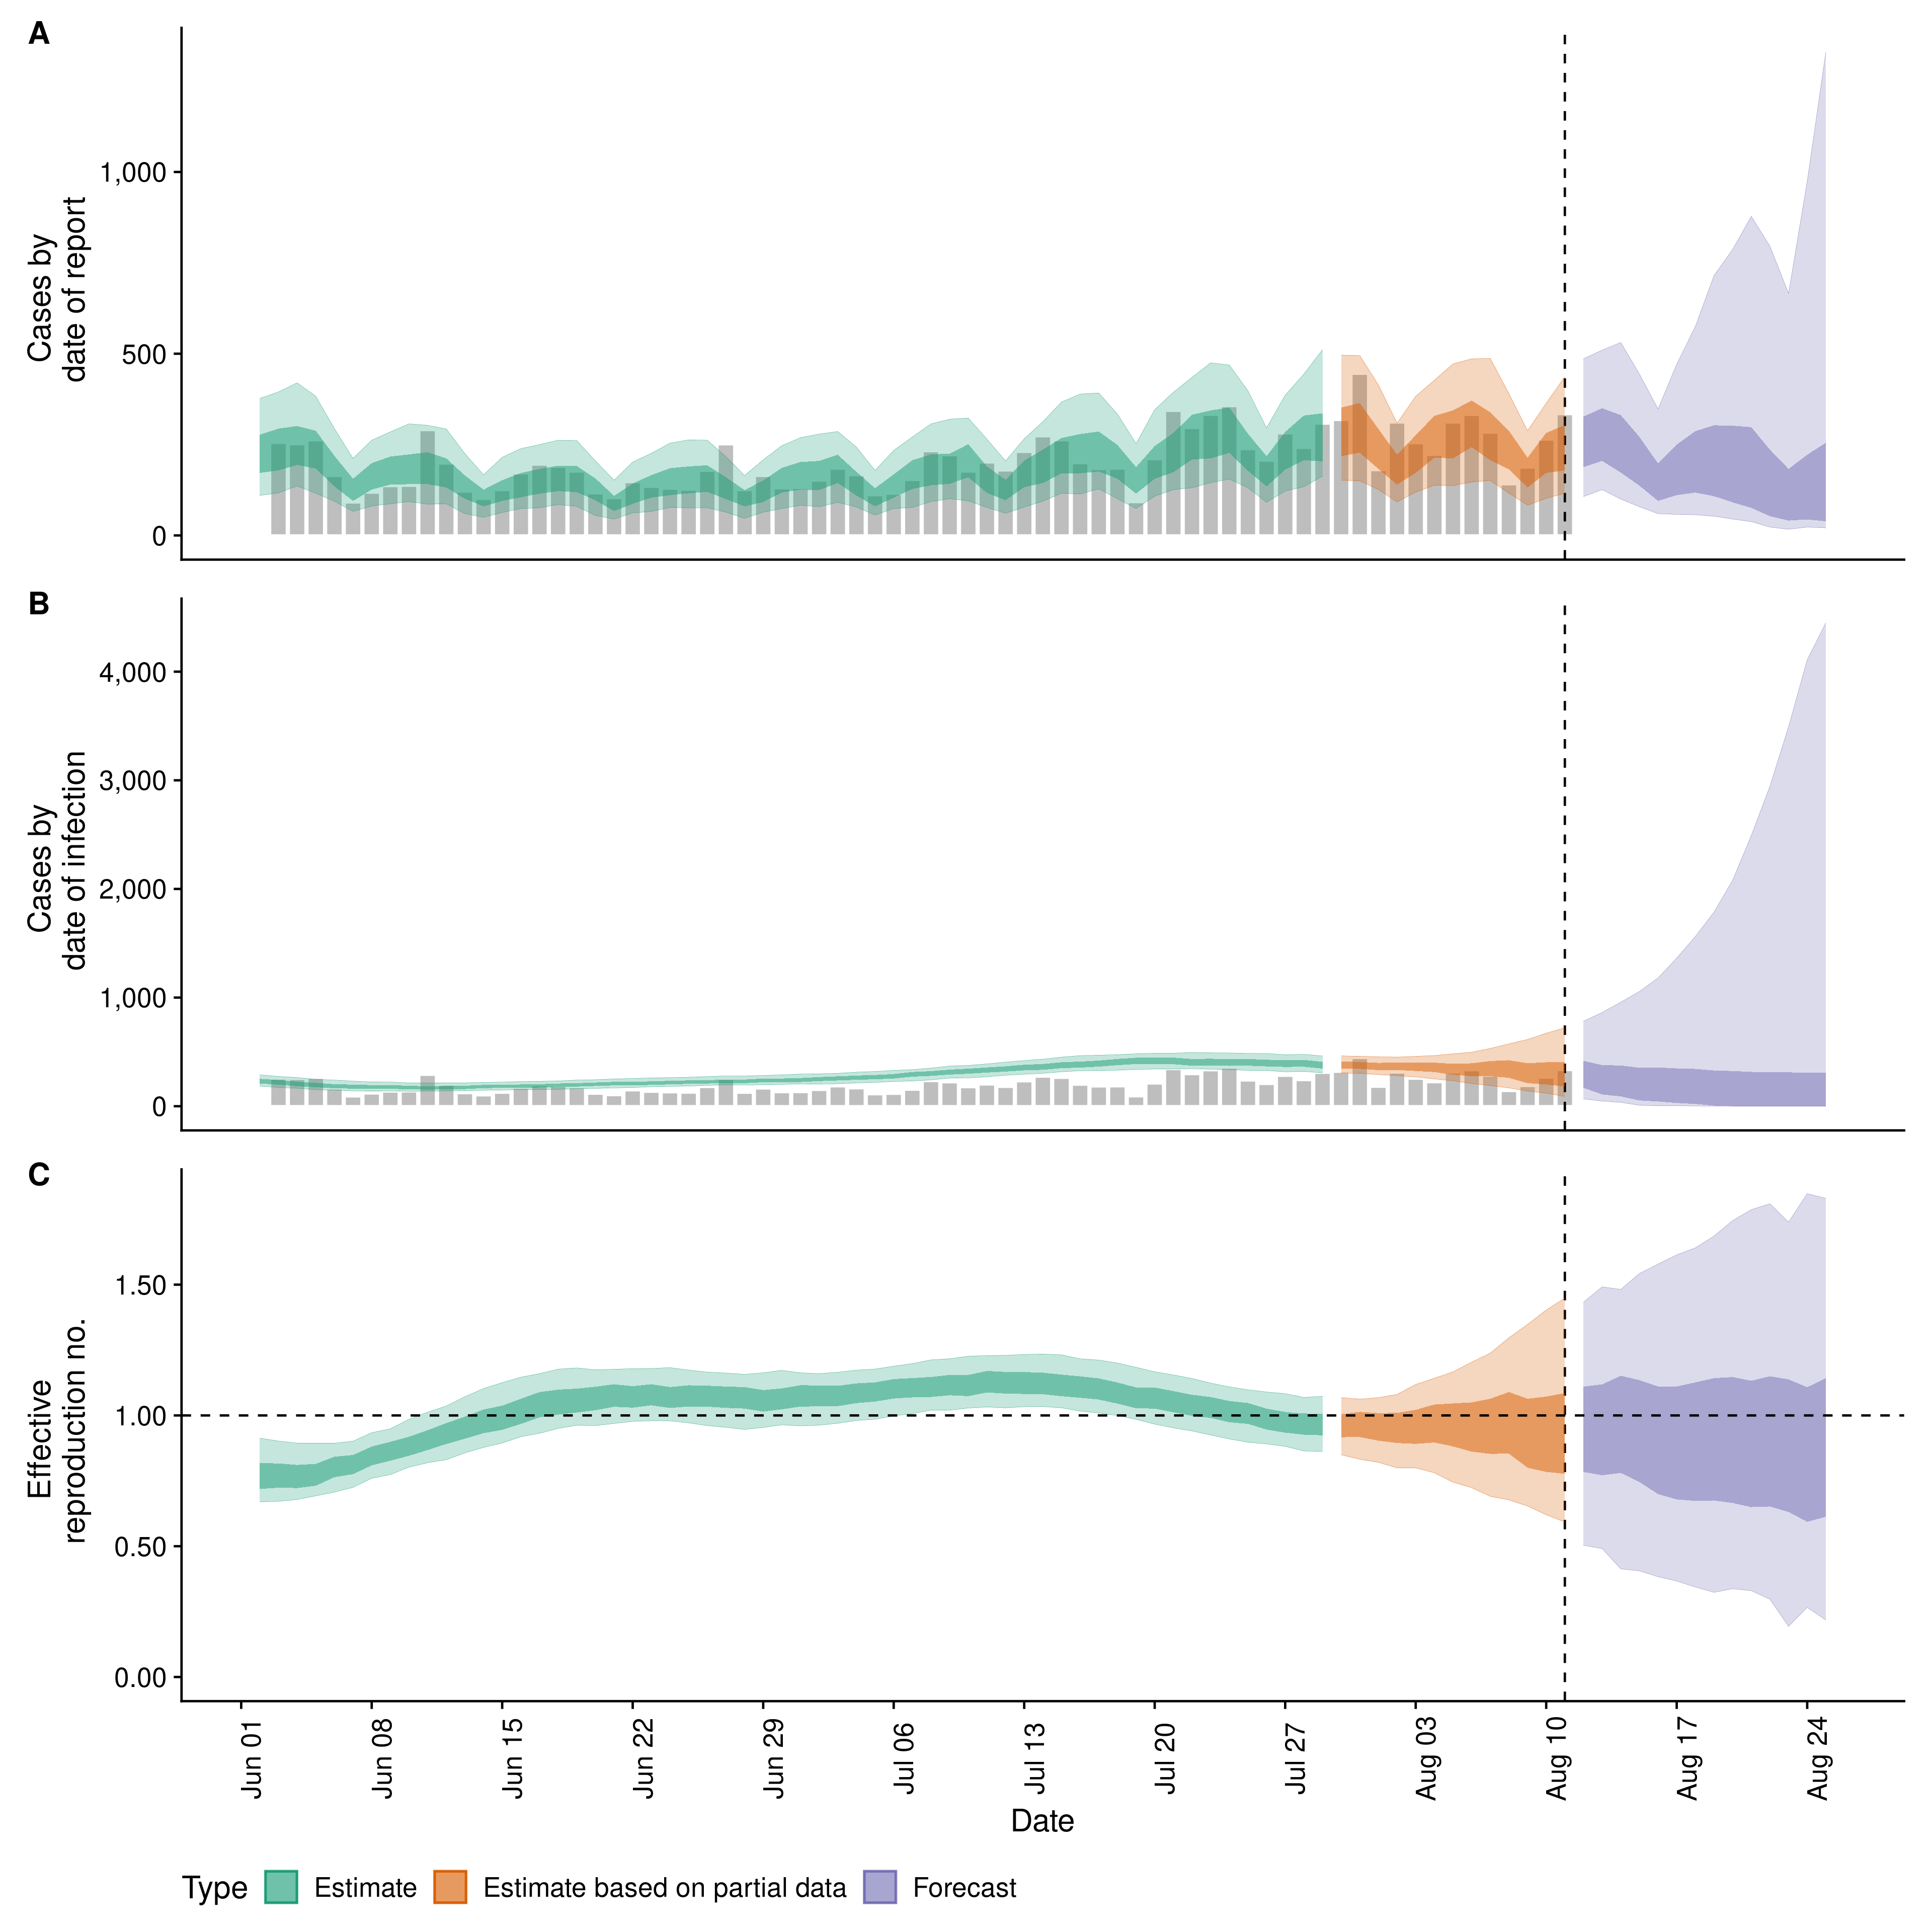 A
Cases by
date of report
1,000
500
0
B
Cases by
date of infection
4,000
3,000
2,000
1,000
0
C
Effective
reproduction no.
1.50
1.00
0.50
0.00
Jun 01
Jun 08
Jun 15
Jun 22
Jun 29
Jul 06
Jul 13
Jul 20
Jul 27
Aug 03
Aug 10
Aug 17
Aug 24
Date
Type Estimate Estimate based on partial data Forecast